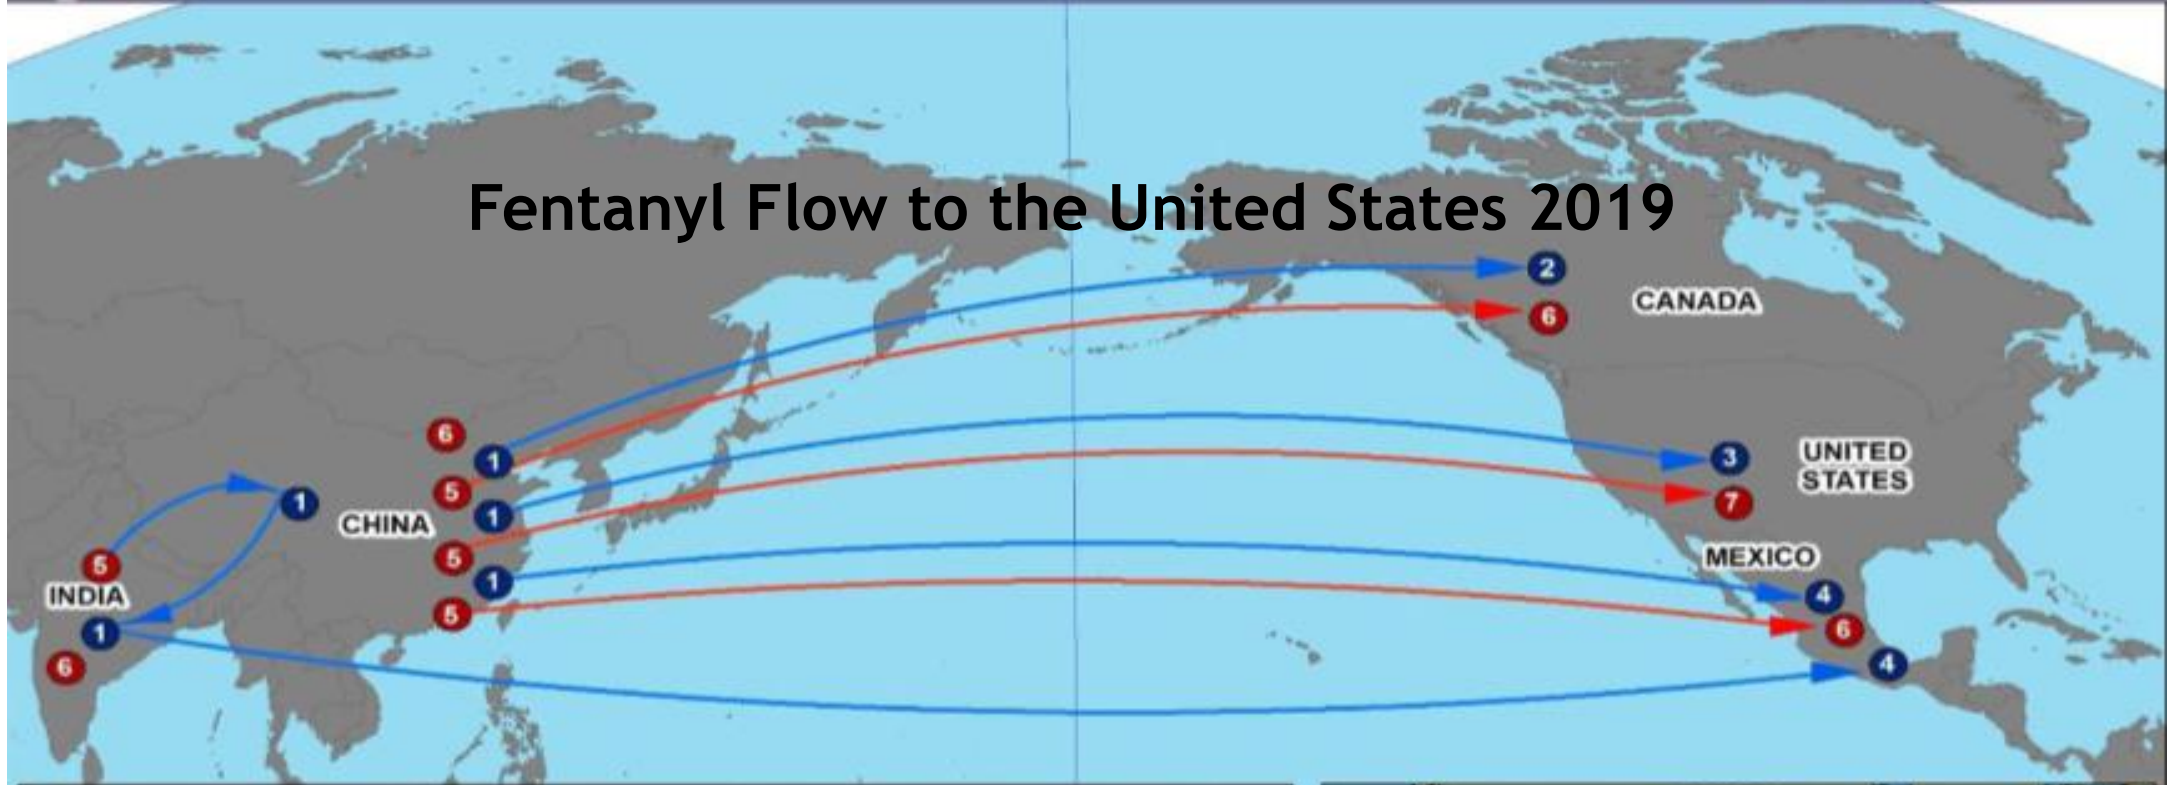 Fentanyl Flow to the United States 2019
2
CANADA
6
6
1
3
UNITED
STATES
5
1
7
1
CHINA
5
MEXICO
5
1
4
INDIA
5
6
1
4
6